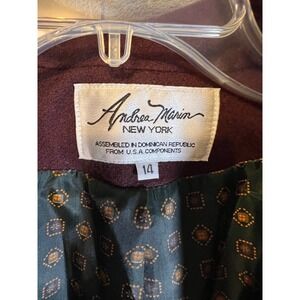 Andrea Marin
NEW YORK
ASSEMBLED IN DOMINICAN REPUBLIC
FROM U.S.A. COMPONENTS
14